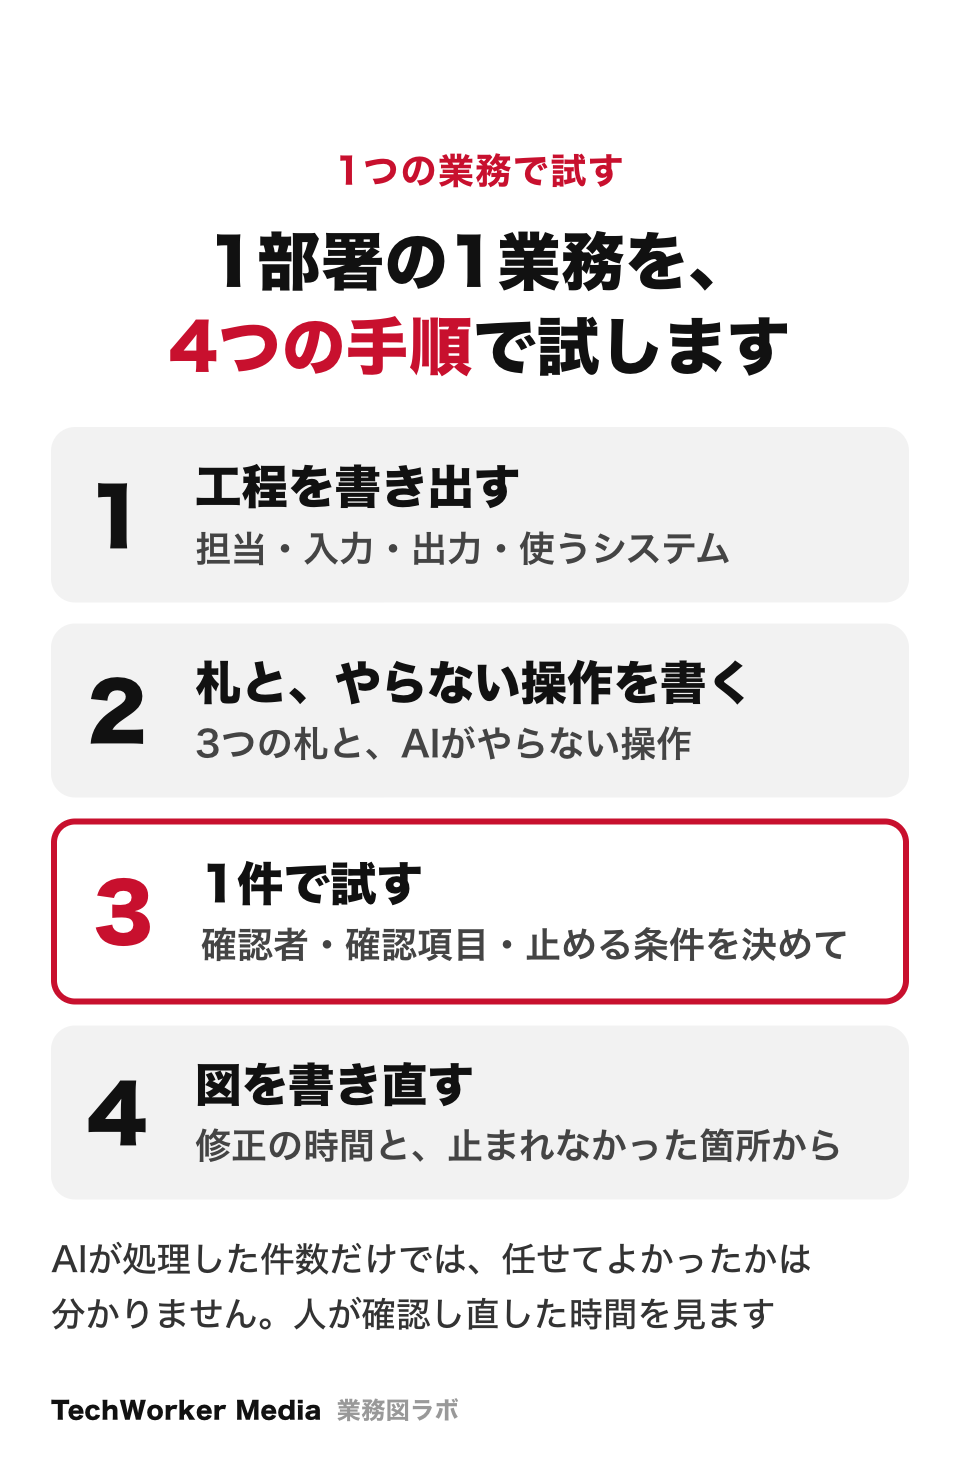 1つの業務で試す
1部署の1業務を、
4つの手順で試します
1
工程を書き出す
担当・入力・出力・使うシステム
2
札と、やらない操作を書く
3つの札と、AIがやらない操作
3
1件で試す
確認者・確認項目・止める条件を決めて
4
図を書き直す
修正の時間と、止まれなかった箇所から
AIが処理した件数だけでは、任せてよかったかは
分かりません。人が確認し直した時間を見ます
TechWorker Media 業務図ラボ